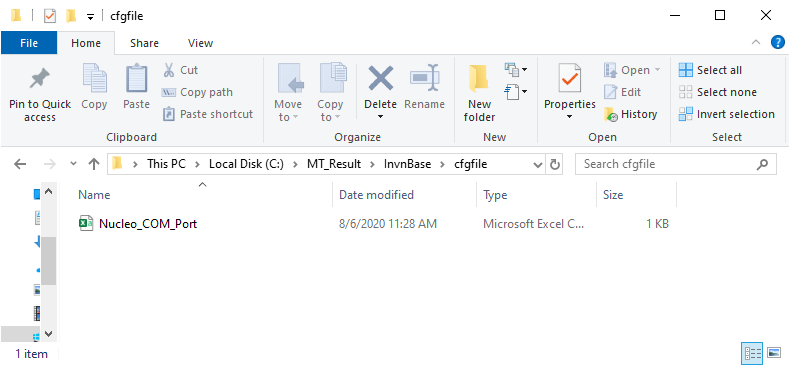 cfgfile
File Home Share View
Pin to Quick access
Copy
Paste
Cut
Copy path
Paste shortcut
Clipboard
Move to
Copy to
Delete
Rename
Organize
New folder
New
Properties
Open
Edit
History
Open
Select all
Select none
Invert selection
Select
This PC > Local Disk (C:) > MT_Result > InvnBase > cfgfile
Search cfgfile
Name Date modified Type Size
Nucleo_COM_Port 8/6/2020 11:28 AM Microsoft Excel C... 1 KB
1 item